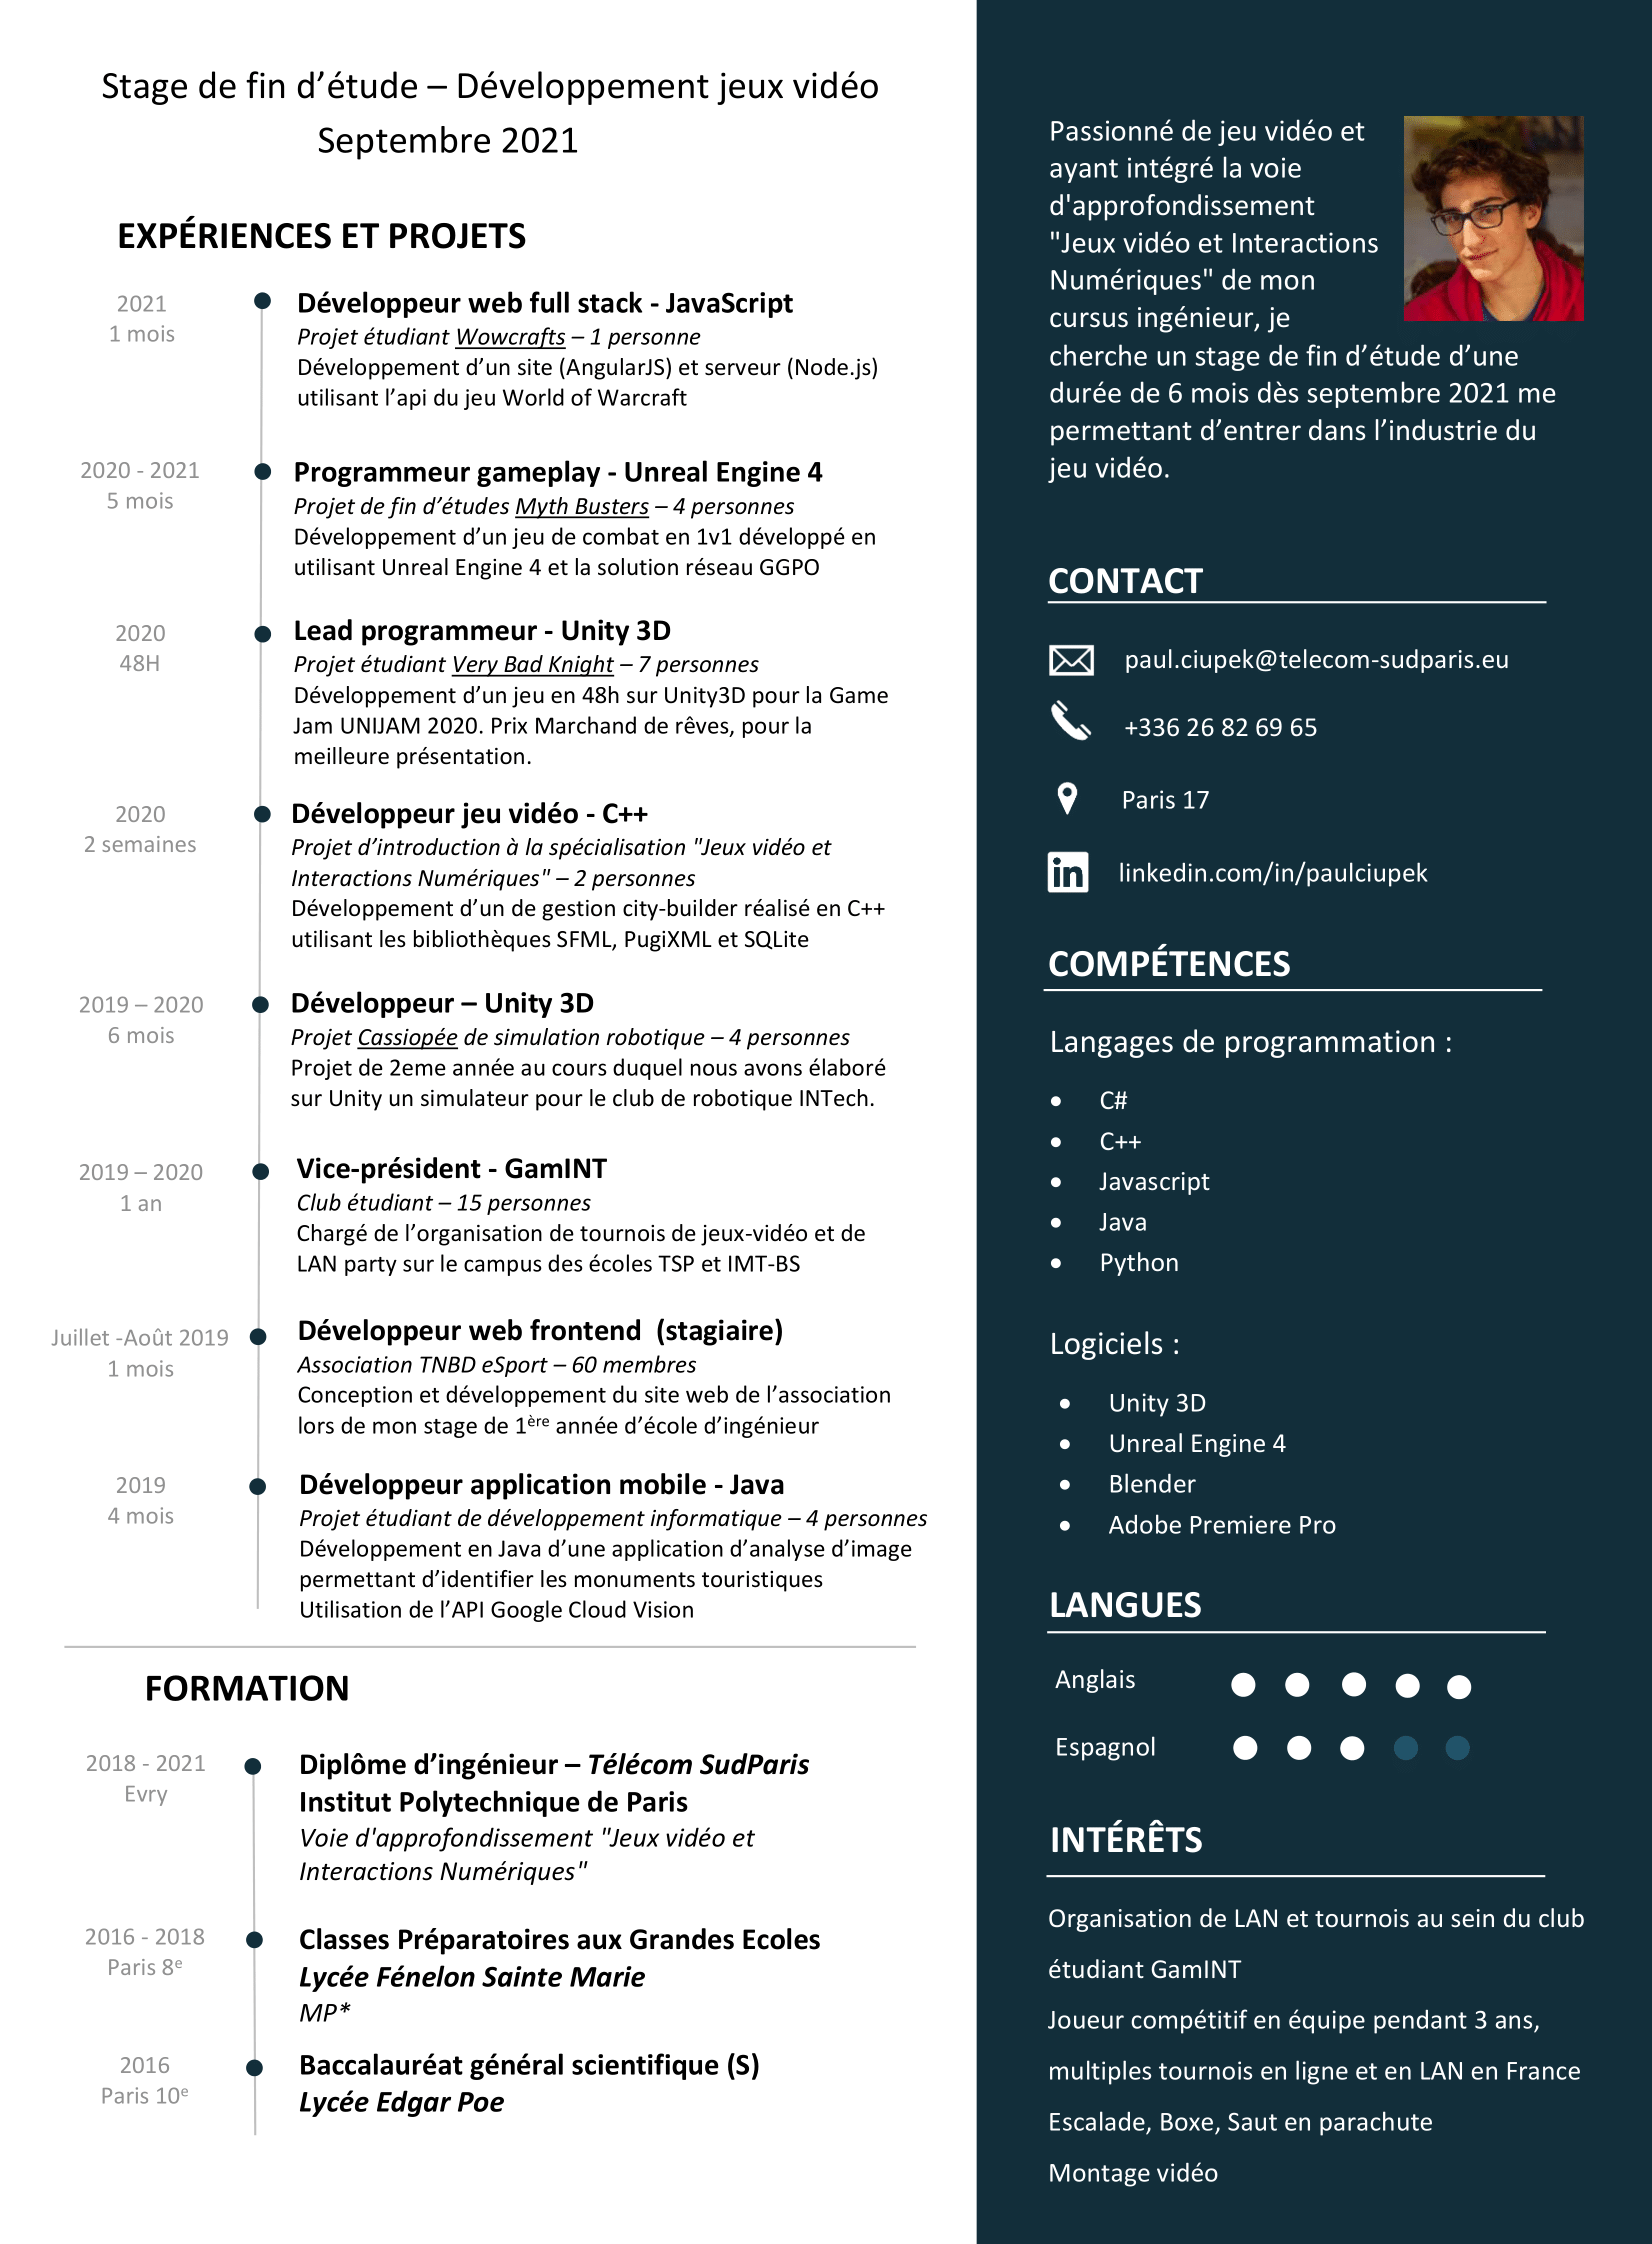 Stage de fin d’étude – Développement jeux vidéo
Septembre 2021
EXPÉRIENCES ET PROJETS
2021
1 mois
Développeur web full stack - JavaScript
Projet étudiant Wowcrafts – 1 personne
Développement d’un site (AngularJS) et serveur (Node.js)
utilisant l’api du jeu World of Warcraft
2020 - 2021
5 mois
Programmeur gameplay - Unreal Engine 4
Projet de fin d’études Myth Busters – 4 personnes
Développement d’un jeu de combat en 1v1 développé en
utilisant Unreal Engine 4 et la solution réseau GGPO
2020
48H
Lead programmeur - Unity 3D
Projet étudiant Very Bad Knight – 7 personnes
Développement d’un jeu en 48h sur Unity3D pour la Game
Jam UNIJAM 2020. Prix Marchand de rêves, pour la
meilleure présentation.
2020
2 semaines
Développeur jeu vidéo - C++
Projet d’introduction à la spécialisation "Jeux vidéo et
Interactions Numériques" – 2 personnes
Développement d’un de gestion city-builder réalisé en C++
utilisant les bibliothèques SFML, PugiXML et SQLite
2019 – 2020
6 mois
Développeur – Unity 3D
Projet Cassiopée de simulation robotique – 4 personnes
Projet de 2eme année au cours duquel nous avons élaboré
sur Unity un simulateur pour le club de robotique INTech.
2019 – 2020
1 an
Vice-président - GamINT
Club étudiant – 15 personnes
Chargé de l’organisation de tournois de jeux-vidéo et de
LAN party sur le campus des écoles TSP et IMT-BS
Juillet -Août 2019
1 mois
Développeur web frontend  (stagiaire)
Association TNBD eSport – 60 membres
Conception et développement du site web de l’association
lors de mon stage de 1ère année d’école d’ingénieur
2019
4 mois
Développeur application mobile - Java
Projet étudiant de développement informatique – 4 personnes
Développement en Java d’une application d’analyse d’image
permettant d’identifier les monuments touristiques
Utilisation de l’API Google Cloud Vision
FORMATION
2018 - 2021
Evry
Diplôme d’ingénieur – Télécom SudParis
Institut Polytechnique de Paris
Voie d'approfondissement "Jeux vidéo et
Interactions Numériques"
2016 - 2018
Paris 8e
Classes Préparatoires aux Grandes Ecoles
Lycée Fénelon Sainte Marie
MP*
2016
Paris 10e
Baccalauréat général scientifique (S)
Lycée Edgar Poe
Passionné de jeu vidéo et
ayant intégré la voie
d'approfondissement
"Jeux vidéo et Interactions
Numériques" de mon
cursus ingénieur, je
cherche un stage de fin d’étude d’une
durée de 6 mois dès septembre 2021 me
permettant d’entrer dans l’industrie du
jeu vidéo.
CONTACT
paul.ciupek@telecom-sudparis.eu
+336 26 82 69 65
Paris 17
in linkedin.com/in/paulciupek
COMPÉTENCES
Langages de programmation :
• C#
• C++
• Javascript
• Java
• Python
Logiciels :
• Unity 3D
• Unreal Engine 4
• Blender
• Adobe Premiere Pro
LANGUES
Anglais
Espagnol
INTÉRÊTS
Organisation de LAN et tournois au sein du club
étudiant GamINT
Joueur compétitif en équipe pendant 3 ans,
multiples tournois en ligne et en LAN en France
Escalade, Boxe, Saut en parachute
Montage vidéo